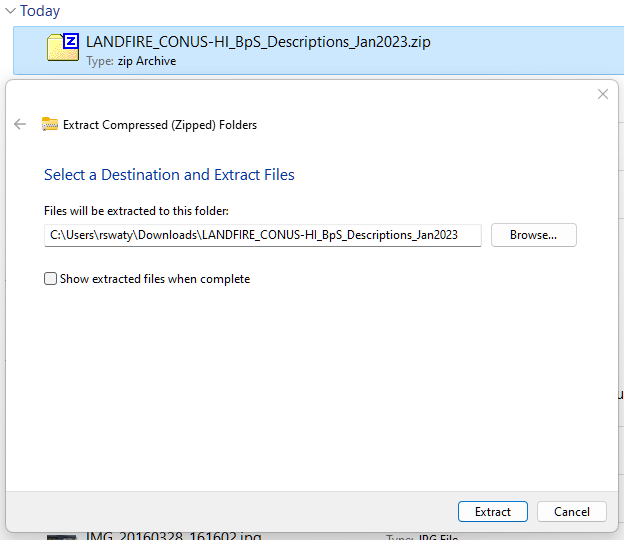 Today
LANDFIRE_CONUS-HI_BpS_Descriptions_Jan2023.zip
Type: zip Archive
Extract Compressed (Zipped) Folders
Select a Destination and Extract Files
Files will be extracted to this folder:
C:\Users\rswaty\Downloads\LANDFIRE_CONUS-HI_BpS_Descriptions_Jan2023
Browse...
Show extracted files when complete
Extract
Cancel
IMG_20160328_161602.jpg
Type: JPG File